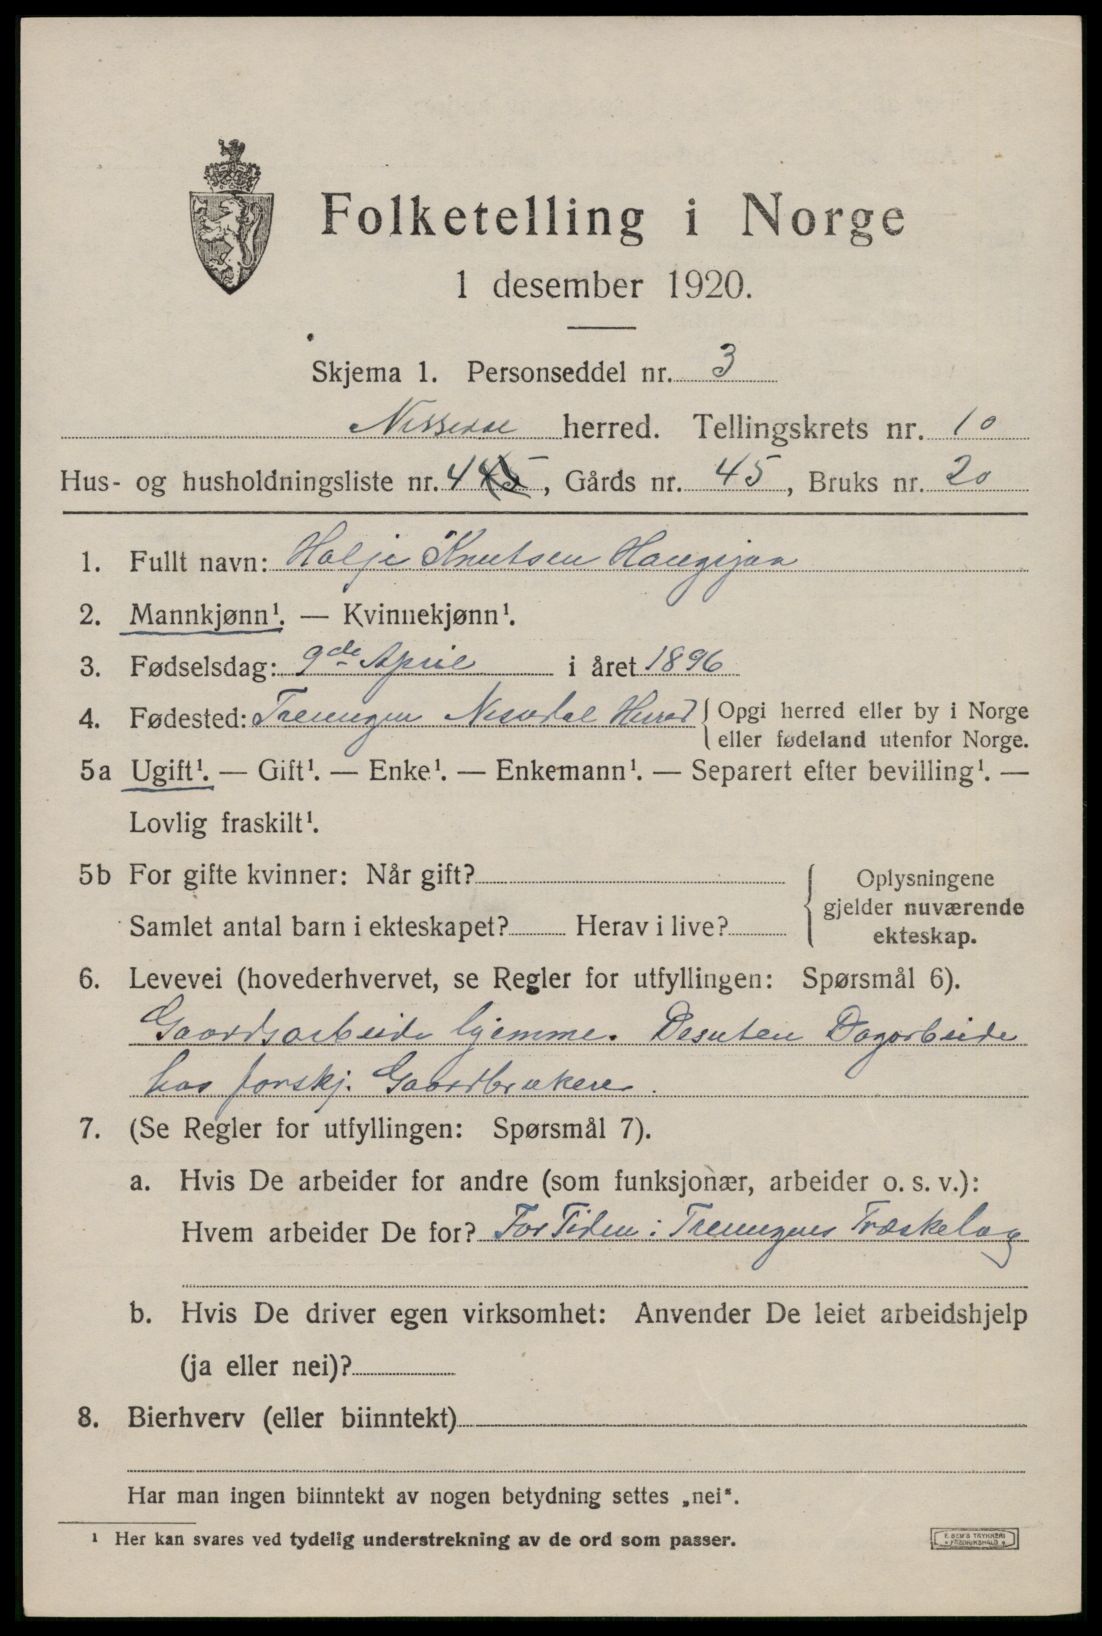 Folketelling i Norge
1 desember 1920.
Skjema 1. Personseddel nr. 3
Nissedal herred. Tellingskrets nr. 10
Hus- og husholdningsliste nr. 4, Gårds nr. 45, Bruks nr. 20
1. Fullt navn: Halje Knutsen Haugsjaa
2. Mannkjønn¹. — Kvinnekjønn¹.
3. Fødselsdag: 9de April i året 1896
4. Fødested: Treungen Nissedal Herred { Opgi herred eller by i Norge
eller fødeland utenfor Norge.
5a Ugift¹. — Gift¹. — Enke¹. — Enkemann¹. — Separert efter bevilling¹. —
Lovlig fraskilt¹.
5b For gifte kvinner: Når gift?
Samlet antal barn i ekteskapet? Herav i live?
{ Oplysningene
gjelder nuværende
ekteskap.
6. Levevei (hovederhvervet, se Regler for utfyllingen: Spørsmål 6).
Gaardsarbeide hjemme. Desuten Dagarbeide
hos forskj. Gaardbrukere.
7. (Se Regler for utfyllingen: Spørsmål 7).
a. Hvis De arbeider for andre (som funksjonær, arbeider o. s. v.):
Hvem arbeider De for? For Tiden i Treungens Træskelag
b. Hvis De driver egen virksomhet: Anvender De leiet arbeidshjelp
(ja eller nei)?
8. Bierhverv (eller biinntekt)
Har man ingen biinntekt av nogen betydning settes „nei".
¹ Her kan svares ved tydelig understrekning av de ord som passer.